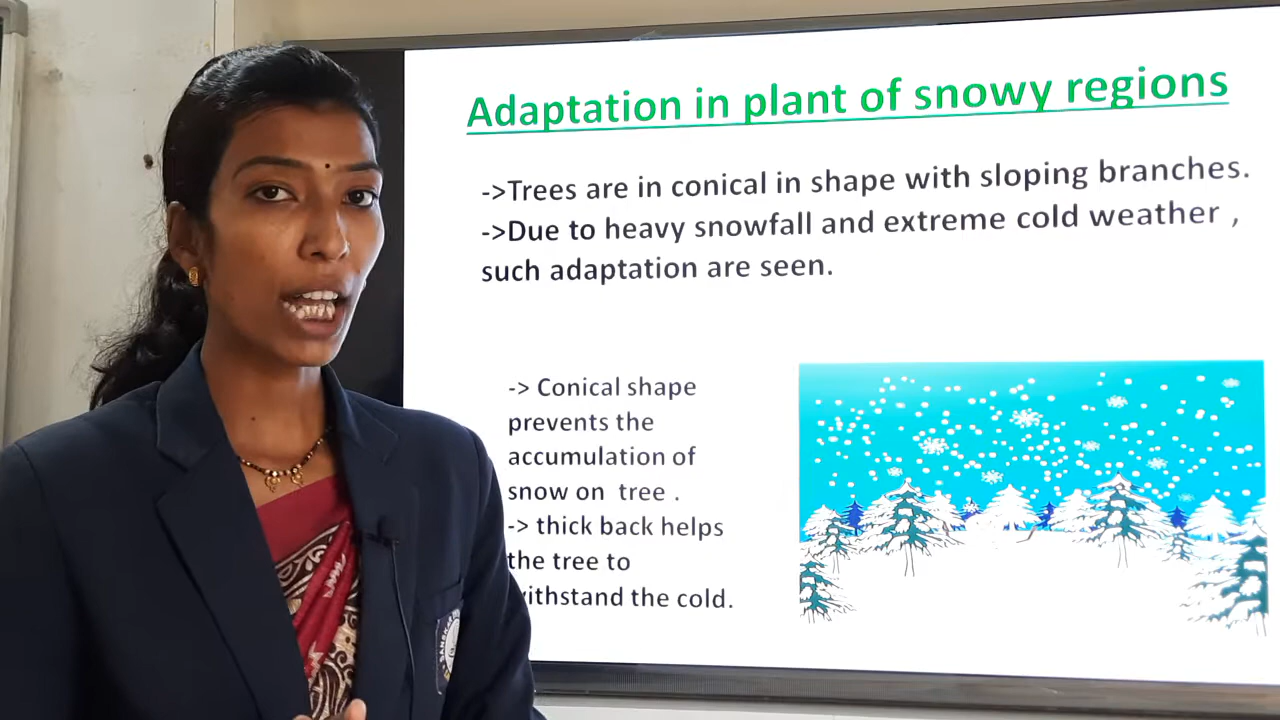 Adaptation in plant of snowy regions
->Trees are in conical in shape with sloping branches.
->Due to heavy snowfall and extreme cold weather ,
such adaptation are seen.
-> Conical shape
prevents the
accumulation of
snow on tree .
-> thick back helps
the tree to
withstand the cold.